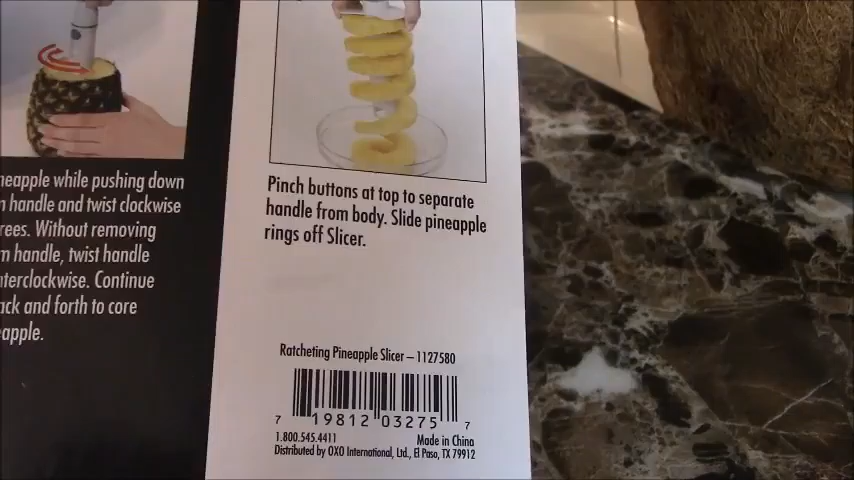 neapple while pushing down
handle and twist clockwise
rees. Without removing
m handle, twist handle
nterclockwise. Continue
ack and forth to core
eapple.
Pinch buttons at top to separate
handle from body. Slide pineapple
rings off Slicer.
Ratcheting Pineapple Slicer – 1127580
7 19812 03275 7
1.800.545.4411 Made in China
Distributed by OXO International, Ltd., El Paso, TX 79912